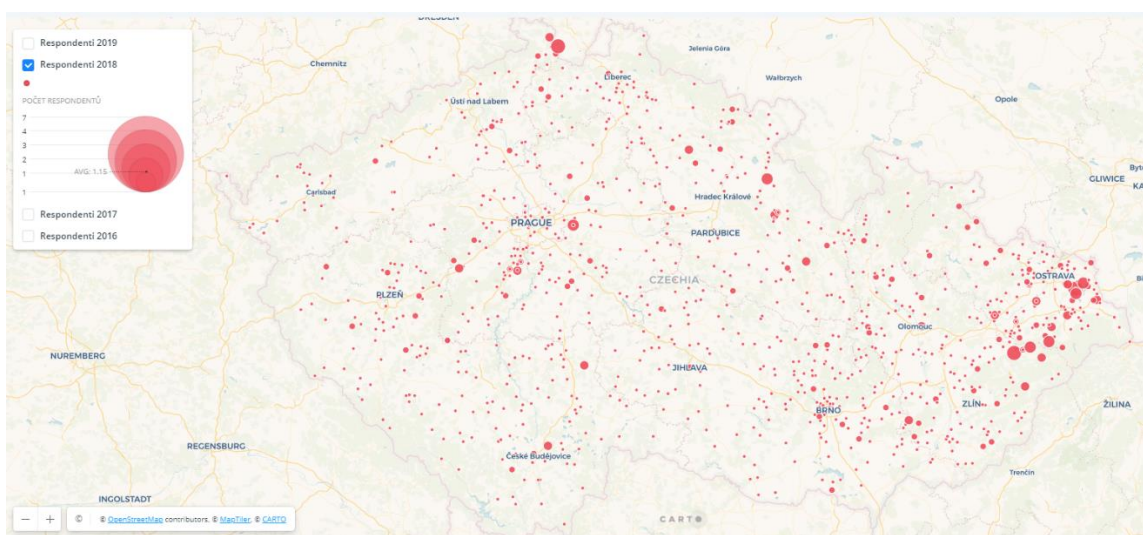 DRESDEN
Respondenti 2019
Respondenti 2018
POČET RESPONDENTŮ
7
4
3
2
1
AVG: 1.15
1
Respondenti 2017
Respondenti 2016
Chemnitz
Jelenia Góra
Liberec
Wałbrzych
Ústí nad Labem
Opole
Carlsbad
GLIWICE
Hradec Králové
PRAGUE
PARDUBICE
CZECHIA
OSTRAVA
PLZEŇ
Olomouc
NUREMBERG
JIHLAVA
ZLÍN
ŽILINA
BRNO
REGENSBURG
České Budějovice
Trenčín
INGOLSTADT
− + © © OpenStreetMap contributors, © MapTiler, © CARTO
CARTO